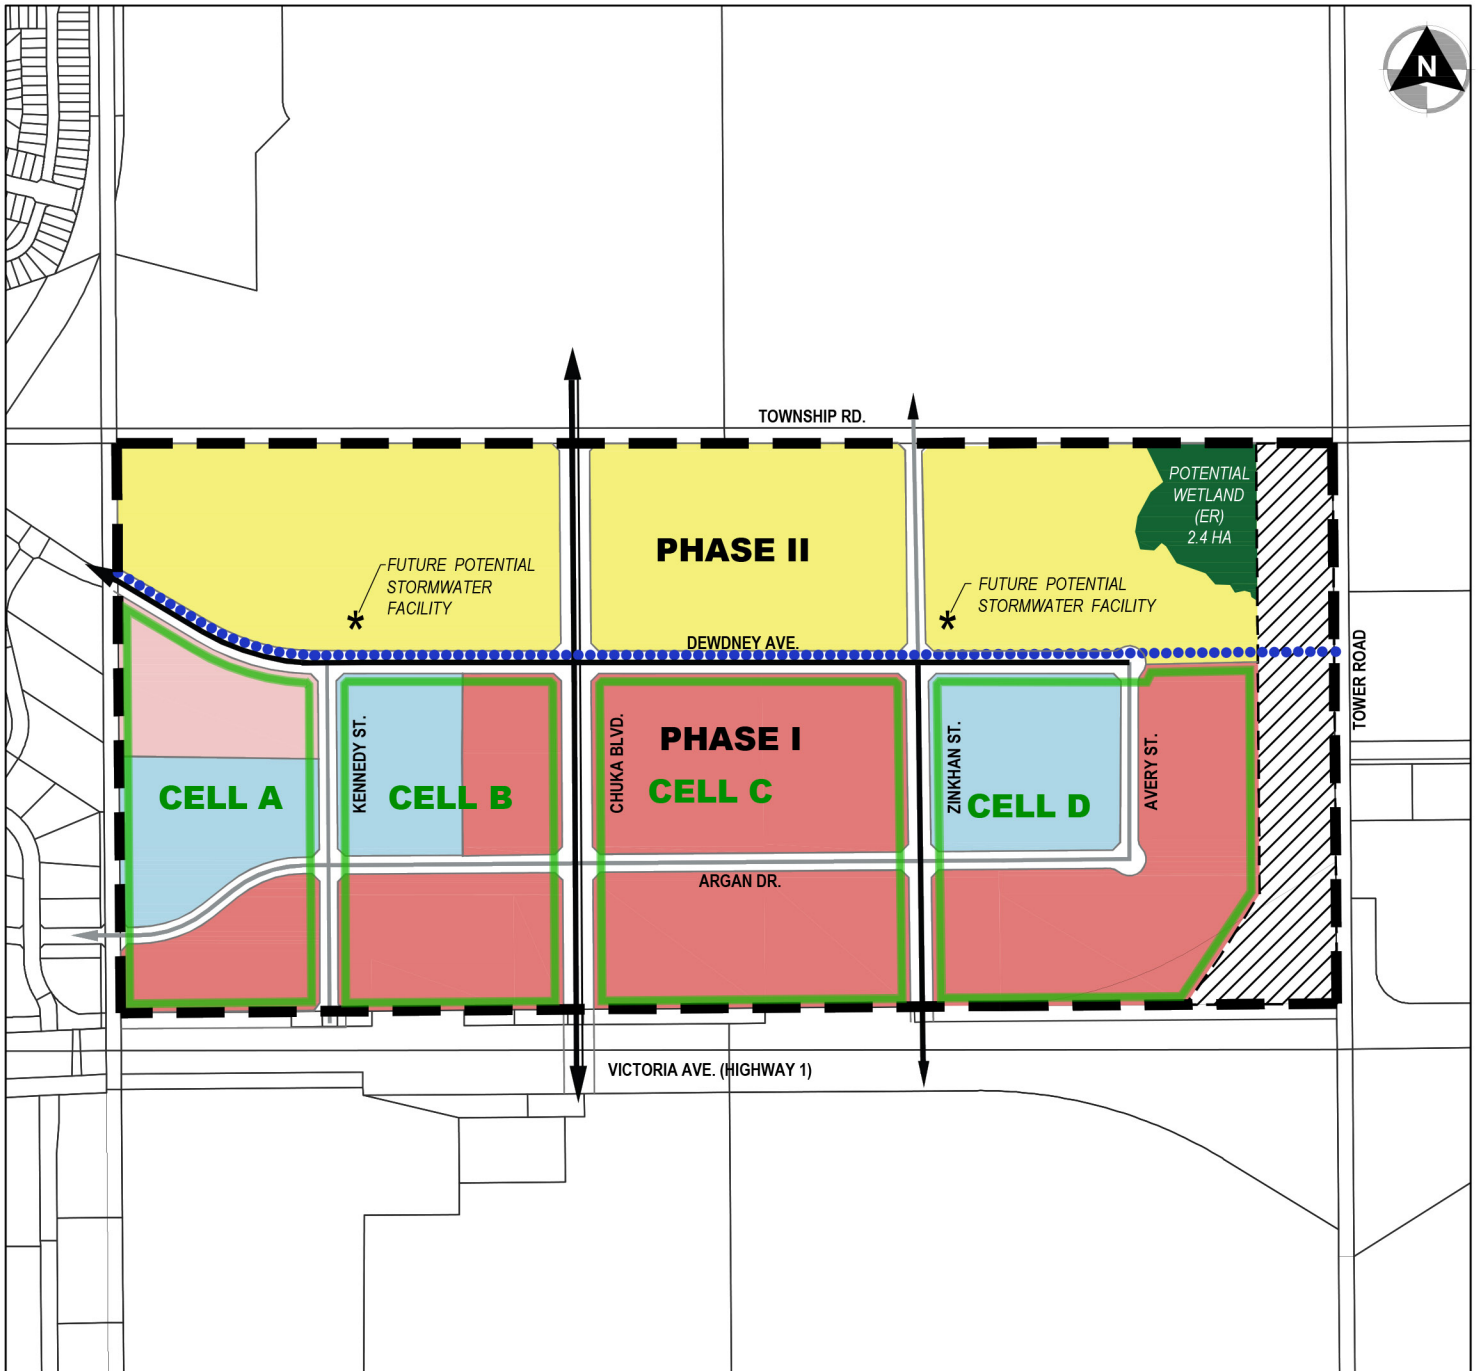 N
TOWNSHIP RD.
POTENTIAL
WETLAND
(ER)
2.4 HA
PHASE II
FUTURE POTENTIAL
STORMWATER
FACILITY
*
FUTURE POTENTIAL
STORMWATER FACILITY
*
DEWDNEY AVE.
TOWER ROAD
KENNEDY ST.
CHUKA BLVD.
PHASE I
ZINKHAN ST.
AVERY ST.
CELL A
CELL B
CELL C
CELL D
ARGAN DR.
VICTORIA AVE. (HIGHWAY 1)